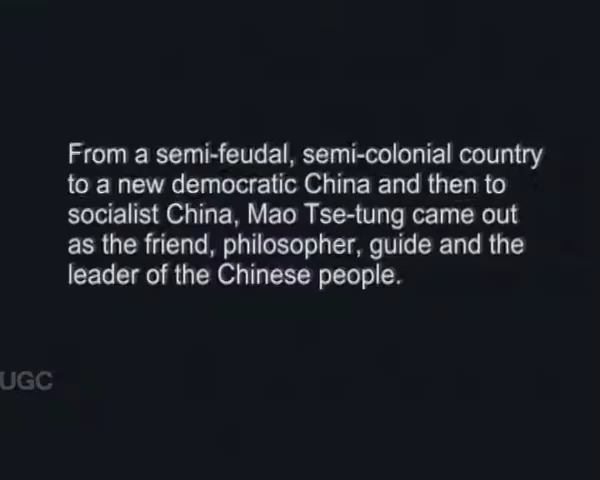 From a semi-feudal, semi-colonial country
to a new democratic China and then to
socialist China, Mao Tse-tung came out
as the friend, philosopher, guide and the
leader of the Chinese people.
UGC